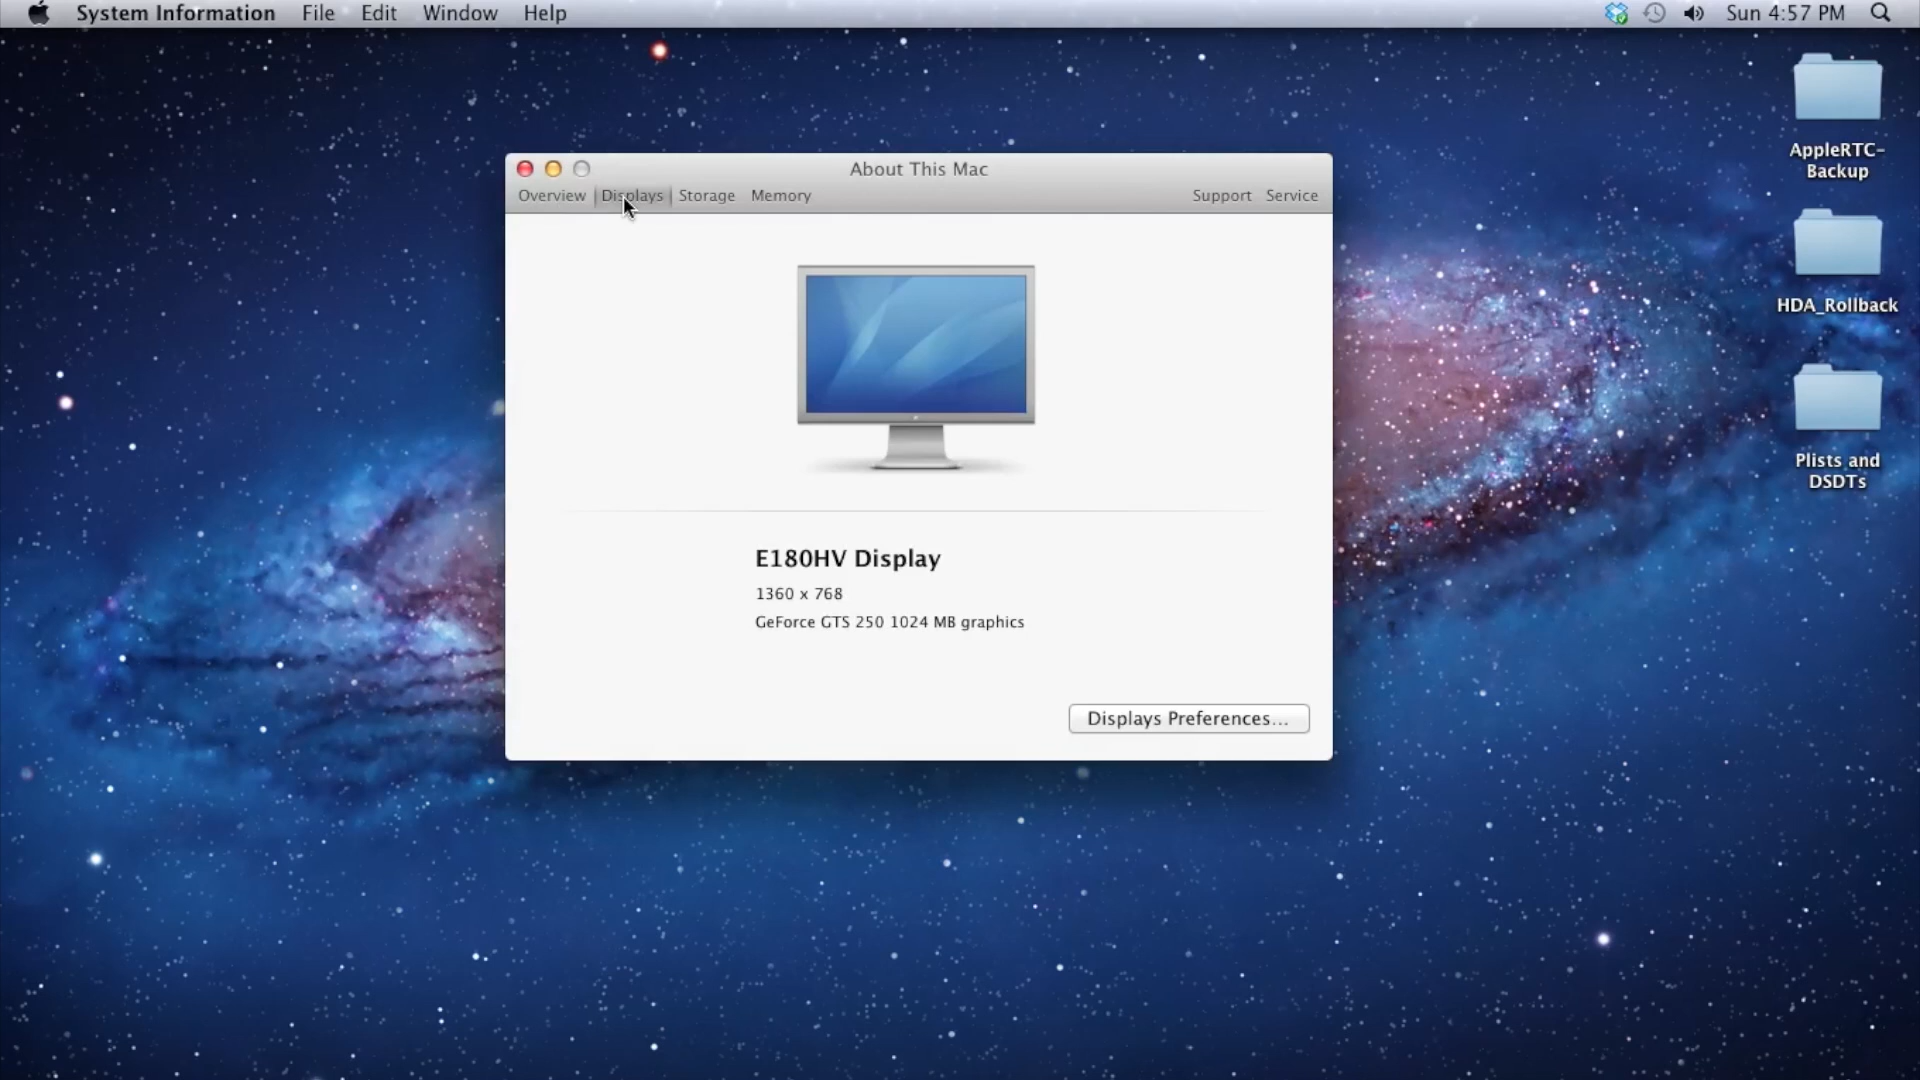 System Information File Edit Window Help Sun 4:57 PM
About This Mac
Overview Displays Storage Memory Support Service
E180HV Display
1360 x 768
GeForce GTS 250 1024 MB graphics
Displays Preferences...
AppleRTC-
Backup
HDA_Rollback
Plists and
DSDTs